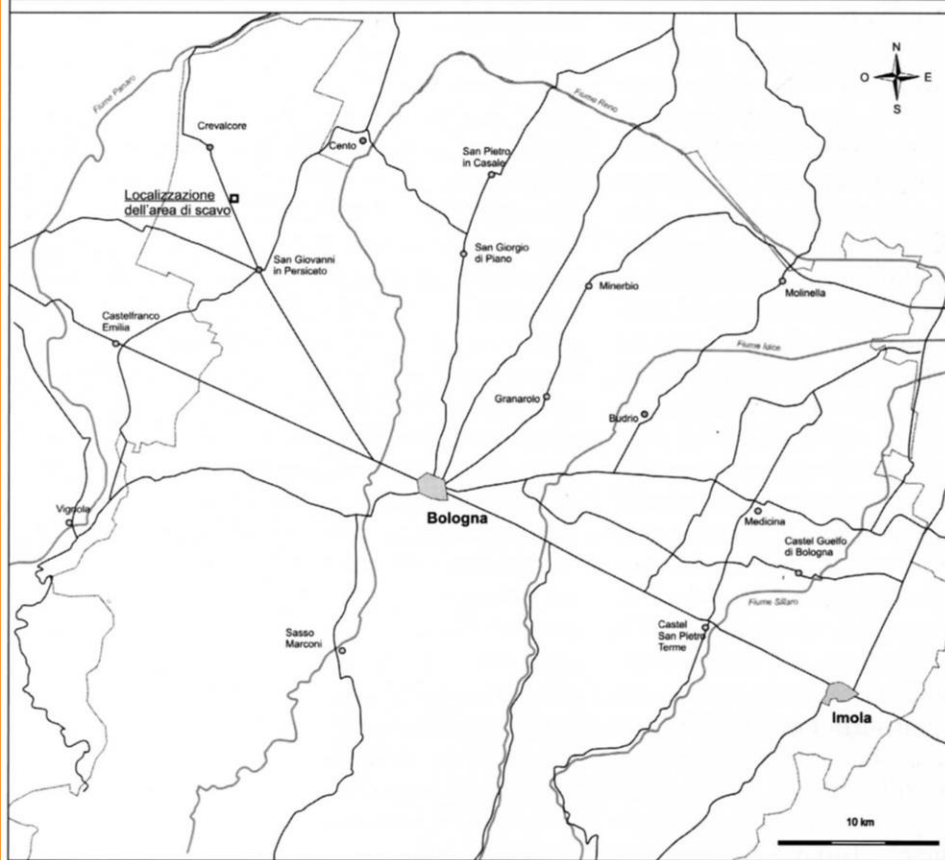 N
O E
S
Fiume Panaro
Crevalcore
Cento
Fiume Reno
San Pietro
in Casale
Localizzazione
dell'area di scavo
San Giovanni
in Persiceto
San Giorgio
di Piano
Minerbio
Molinella
Castelfranco
Emilia
Fiume Idice
Granarolo
Budrio
Vignola
Bologna
Medicina
Castel Guelfo
di Bologna
Fiume Sillaro
Castel
San Pietro
Terme
Sasso
Marconi
Imola
10 km